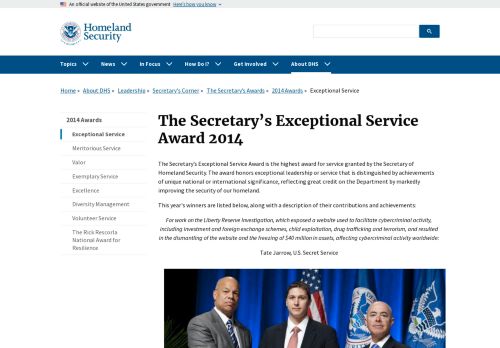 An official website of the United States government Here's how you know
Homeland
Security
Topics News In Focus How Do I? Get Involved About DHS
Home » About DHS » Leadership » Secretary's Corner » The Secretary's Awards » 2014 Awards » Exceptional Service
2014 Awards
Exceptional Service
Meritorious Service
Valor
Exemplary Service
Excellence
Diversity Management
Volunteer Service
The Rick Rescorla
National Award for
Resilience
The Secretary's Exceptional Service
Award 2014
The Secretary's Exceptional Service Award is the highest award for service granted by the Secretary of
Homeland Security. The award honors exceptional leadership or service that is distinguished by achievements
of unique national or international significance, reflecting great credit on the Department by markedly
improving the security of our homeland.
This year's winners are listed below, along with a description of their contributions and achievements:
For work on the Liberty Reserve Investigation, which exposed a website used to facilitate cybercriminal activity,
including investment and foreign exchange schemes, child exploitation, drug trafficking and terrorism, and resulted
in the dismantling of the website and the freezing of $40 million in assets, affecting cybercriminal activity worldwide:
Tate Jarrow, U.S. Secret Service